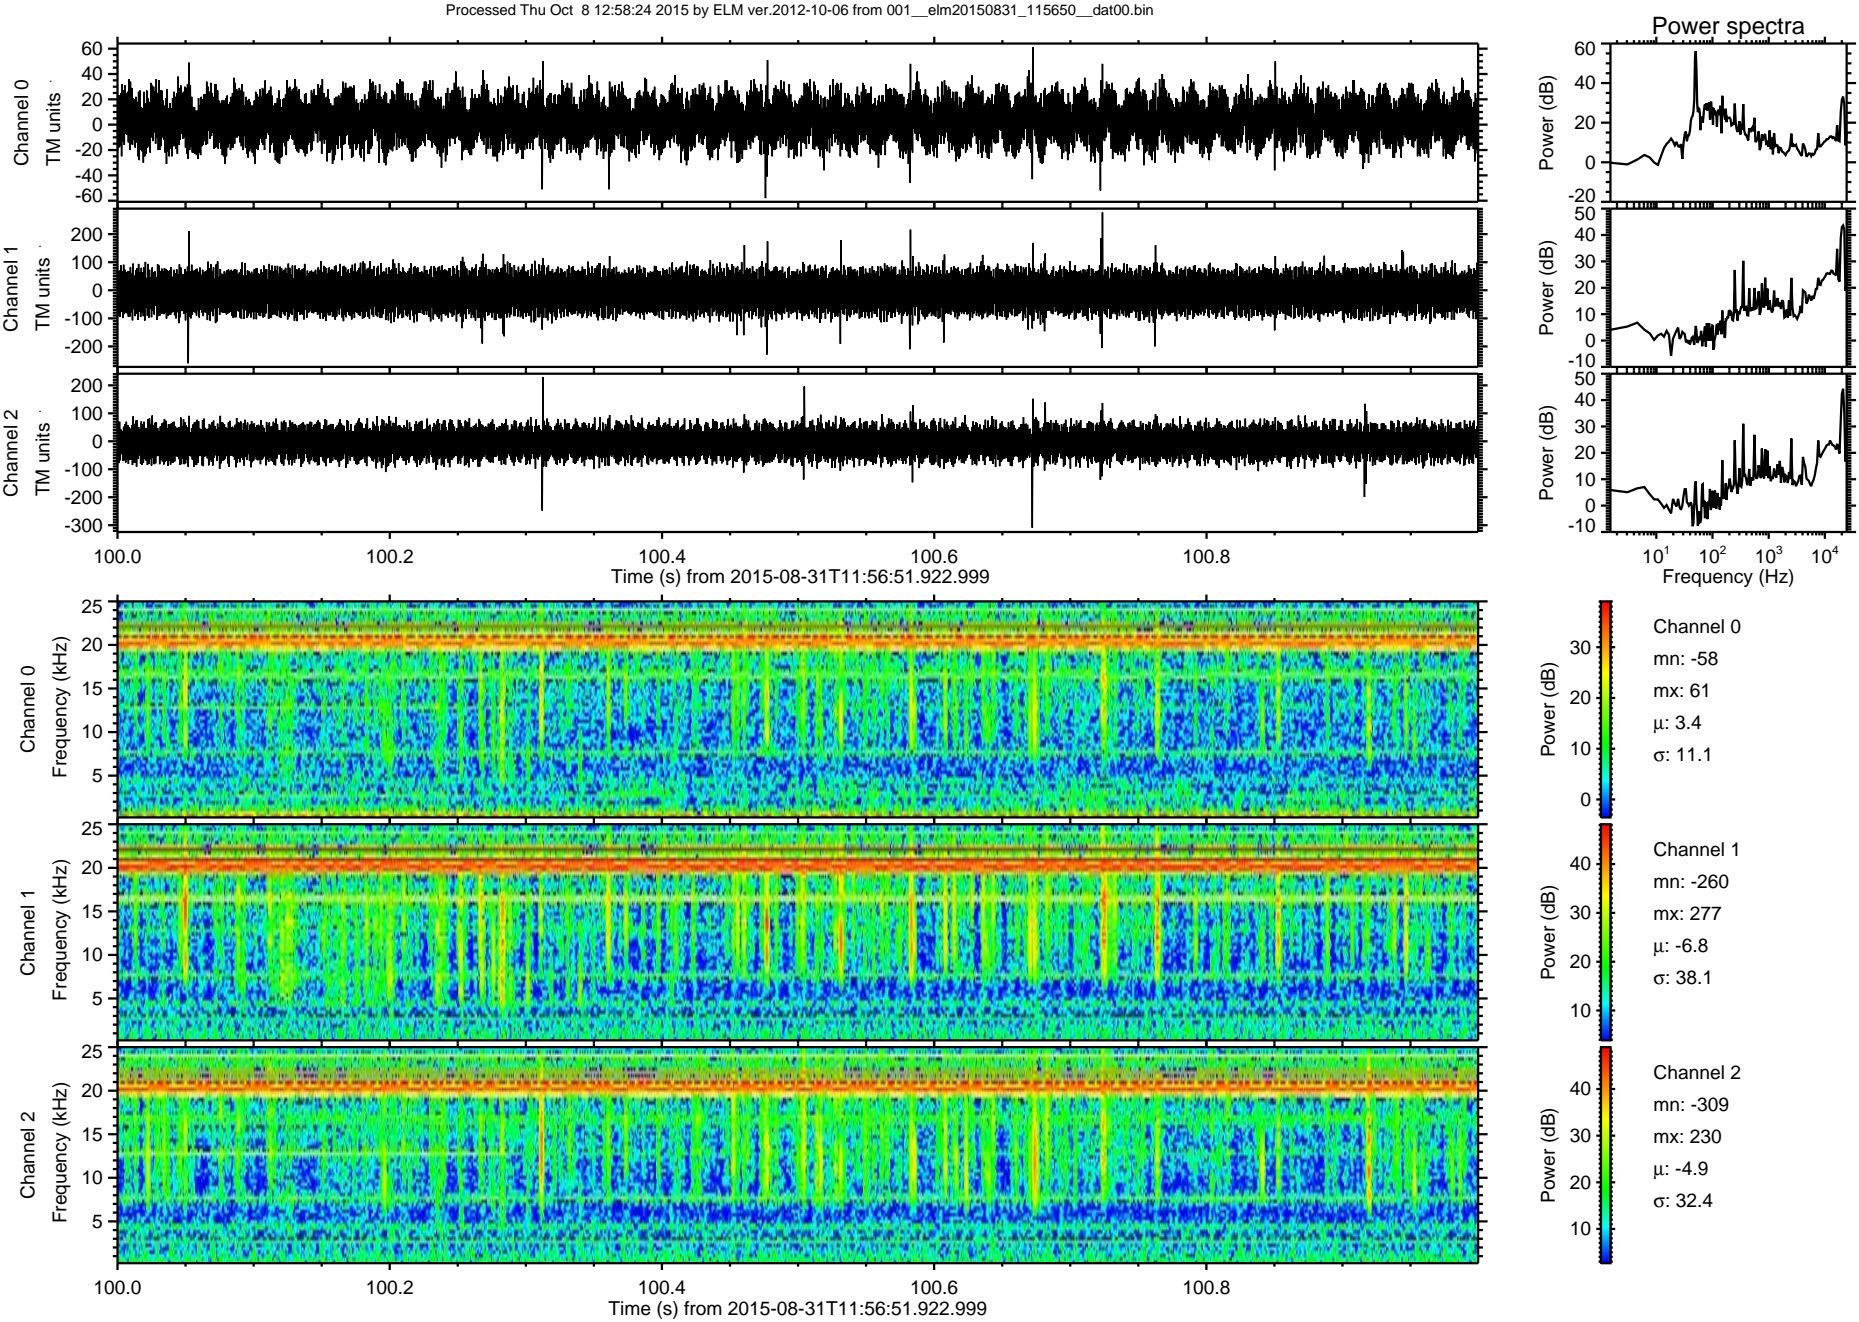 Processed Thu Oct  8 12:58:24 2015 by ELM ver.2012-10-06 from 001__elm20150831_115650__dat00.bin
Power spectra
Channel 0
TM units
60
40
20
0
-20
-40
-60
Power (dB)
60
40
20
0
-20
Channel 1
TM units
200
100
0
-100
-200
Power (dB)
50
40
30
20
10
0
-10
Channel 2
TM units
200
100
0
-100
-200
-300
Power (dB)
50
40
30
20
10
0
-10
100.0 100.2 100.4 100.6 100.8
Time (s) from 2015-08-31T11:56:51.922.999
10¹ 10² 10³ 10⁴
Frequency (Hz)
Channel 0
Frequency (kHz)
25
20
15
10
5
Power (dB)
30
20
10
0
Channel 0
mn: -58
mx: 61
μ: 3.4
σ: 11.1
Channel 1
Frequency (kHz)
25
20
15
10
5
Power (dB)
40
30
20
10
Channel 1
mn: -260
mx: 277
μ: -6.8
σ: 38.1
Channel 2
Frequency (kHz)
25
20
15
10
5
Power (dB)
40
30
20
10
Channel 2
mn: -309
mx: 230
μ: -4.9
σ: 32.4
100.0 100.2 100.4 100.6 100.8
Time (s) from 2015-08-31T11:56:51.922.999